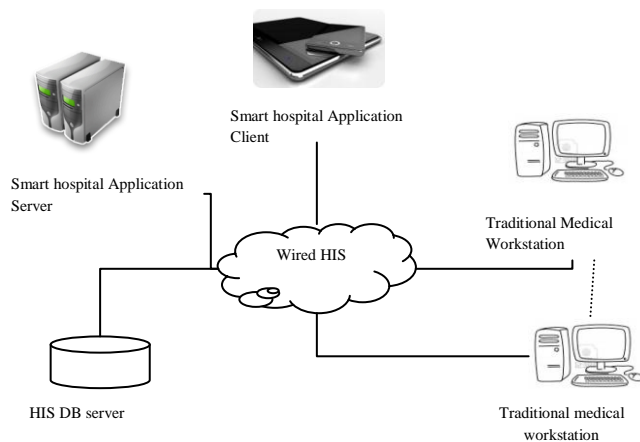 Smart hospital Application
Client
Smart hospital Application
Server
Traditional Medical
Workstation
Wired HIS
HIS DB server
Traditional medical
workstation